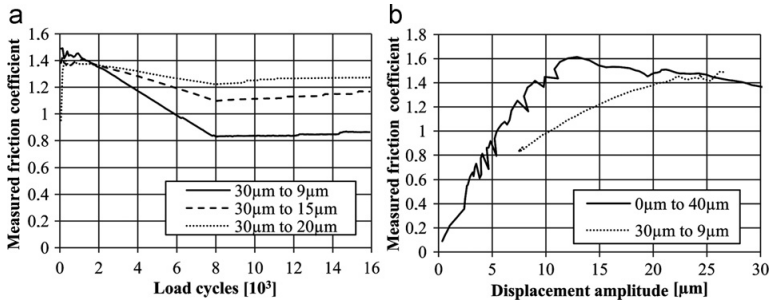 a
Measured friction coefficient
1.6
1.4
1.2
1
0.8
0.6
0.4
0.2
0
30µm to 9µm
30µm to 15µm
30µm to 20µm
0 2 4 6 8 10 12 14 16
Load cycles [10³]
b
Measured friction coefficient
1.8
1.6
1.4
1.2
1
0.8
0.6
0.4
0.2
0
0µm to 40µm
30µm to 9µm
0 5 10 15 20 25 30
Displacement amplitude [µm]